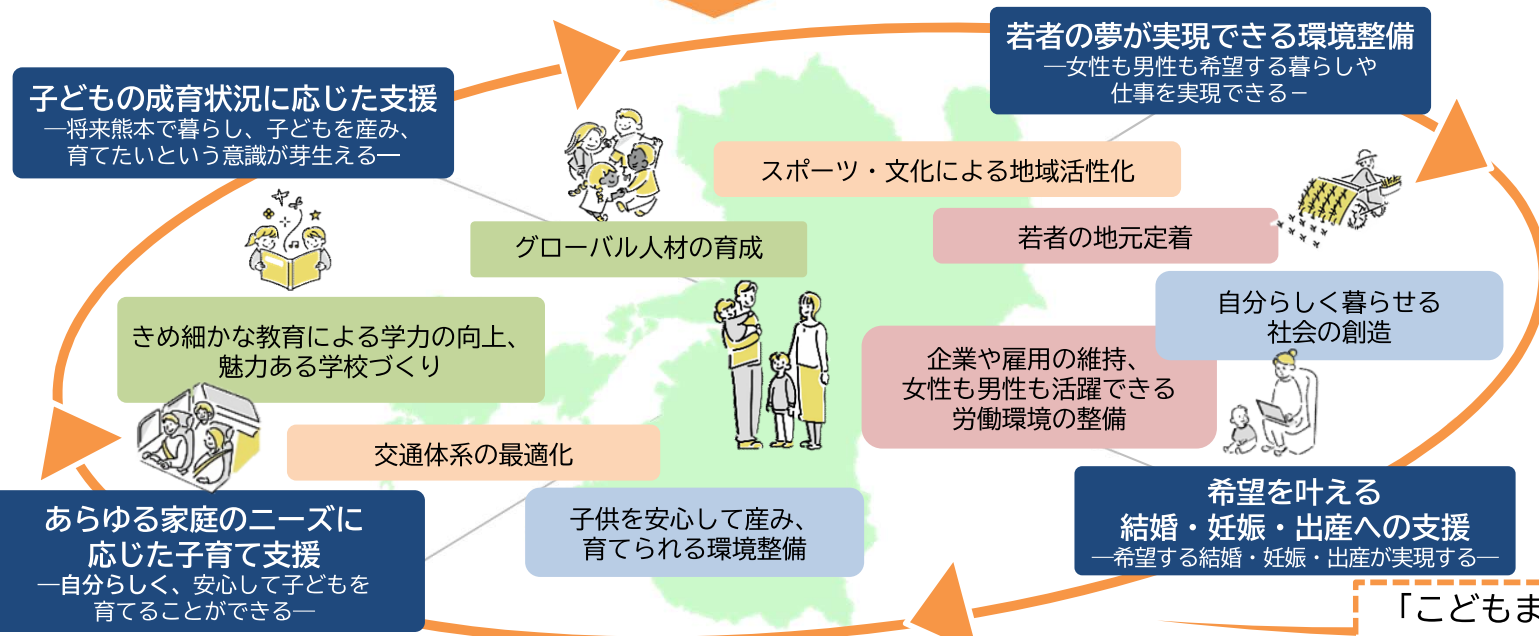 若者の夢が実現できる環境整備
―女性も男性も希望する暮らしや
仕事を実現できる－
子どもの成育状況に応じた支援
―将来熊本で暮らし、子どもを産み、
育てたいという意識が芽生える―
スポーツ・文化による地域活性化
グローバル人材の育成
若者の地元定着
自分らしく暮らせる
社会の創造
きめ細かな教育による学力の向上、
魅力ある学校づくり
企業や雇用の維持、
女性も男性も活躍できる
労働環境の整備
交通体系の最適化
子供を安心して産み、
育てられる環境整備
あらゆる家庭のニーズに
応じた子育て支援
―自分らしく、安心して子どもを
育てることができる―
希望を叶える
結婚・妊娠・出産への支援
―希望する結婚・妊娠・出産が実現する―
「こどもま